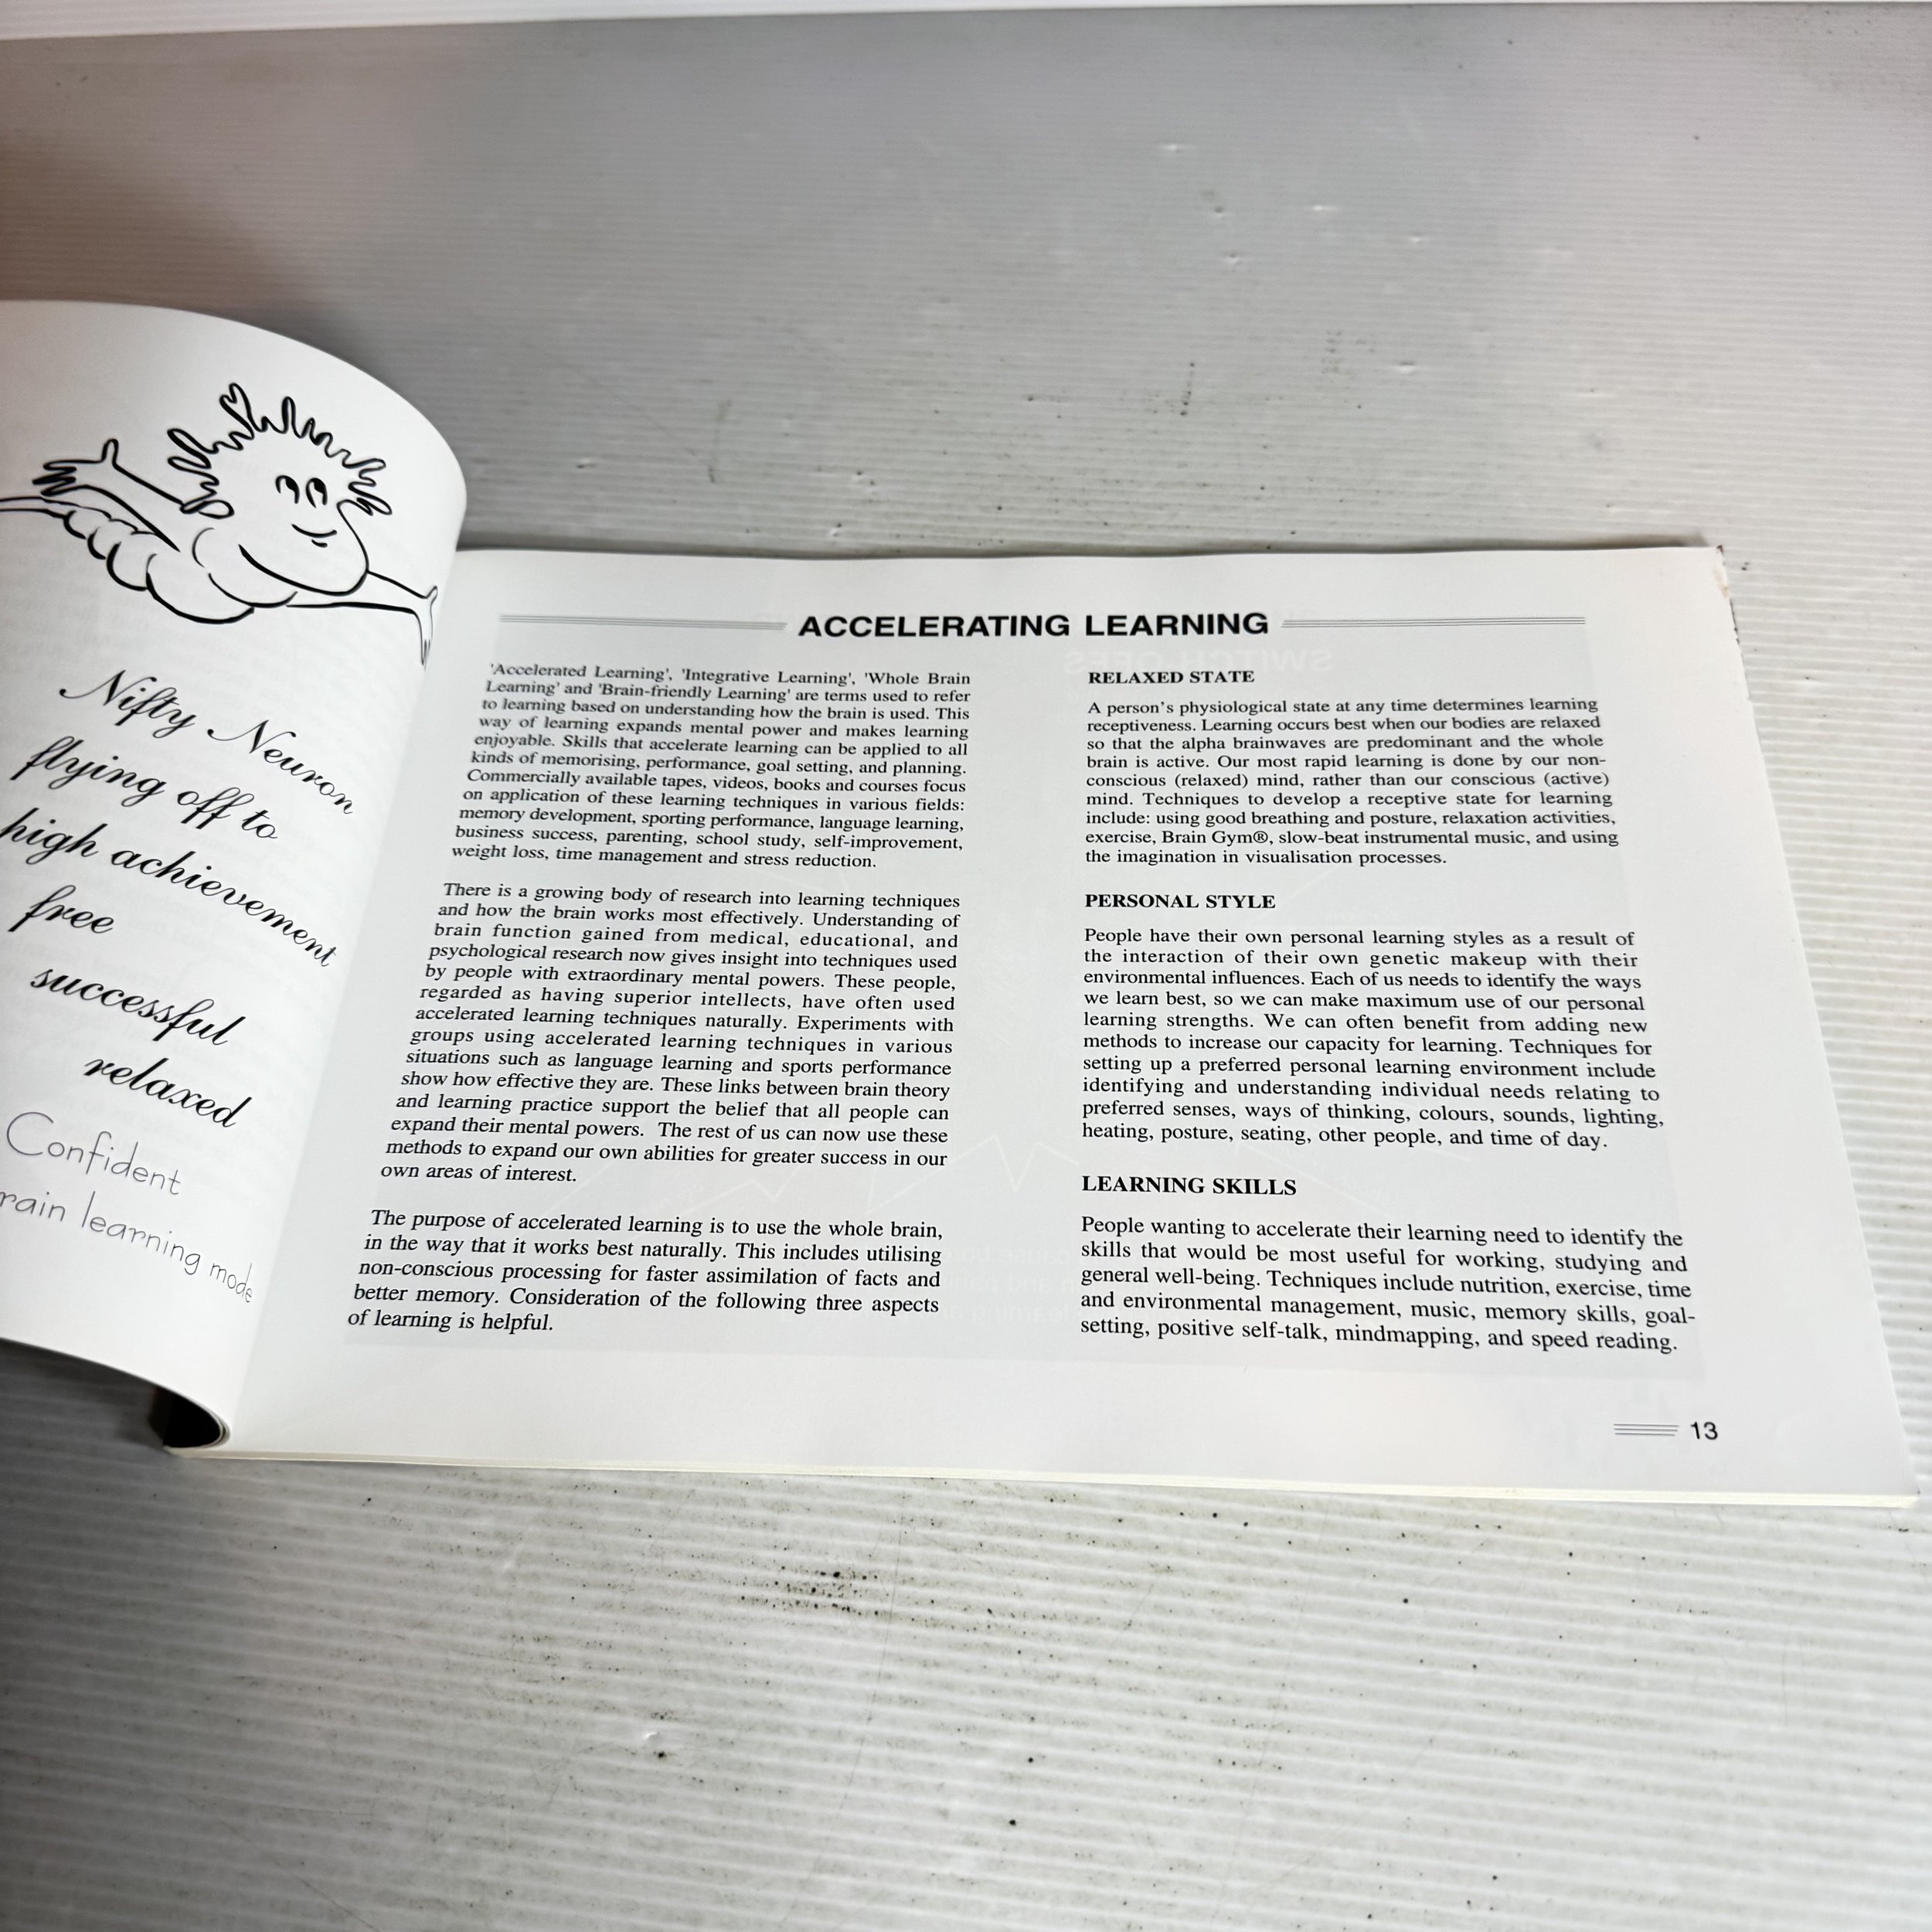 Nifty Neuron
flying off to
high achievement
free
successful
relaxed
Confident
learning mode
ACCELERATING LEARNING
'Accelerated Learning', 'Integrative Learning', 'Whole Brain
Learning' and 'Brain-friendly Learning' are terms used to refer
to learning based on understanding how the brain is used. This
way of learning expands mental power and makes learning
enjoyable. Skills that accelerate learning can be applied to all
kinds of memorising, performance, goal setting, and planning.
Commercially available tapes, videos, books and courses focus
on application of these learning techniques in various fields:
memory development, sporting performance, language learning,
business success, parenting, school study, self-improvement,
weight loss, time management and stress reduction.
There is a growing body of research into learning techniques
and how the brain works most effectively. Understanding of
brain function gained from medical, educational, and
psychological research now gives insight into techniques used
by people with extraordinary mental powers. These people,
regarded as having superior intellects, have often used
accelerated learning techniques naturally. Experiments with
groups using accelerated learning techniques in various
situations such as language learning and sports performance
show how effective they are. These links between brain theory
and learning practice support the belief that all people can
expand their mental powers. The rest of us can now use these
methods to expand our own abilities for greater success in our
own areas of interest.
The purpose of accelerated learning is to use the whole brain,
in the way that it works best naturally. This includes utilising
non-conscious processing for faster assimilation of facts and
better memory. Consideration of the following three aspects
of learning is helpful.
RELAXED STATE
A person's physiological state at any time determines learning
receptiveness. Learning occurs best when our bodies are relaxed
so that the alpha brainwaves are predominant and the whole
brain is active. Our most rapid learning is done by our non-
conscious (relaxed) mind, rather than our conscious (active)
mind. Techniques to develop a receptive state for learning
include: using good breathing and posture, relaxation activities,
exercise, Brain Gym®, slow-beat instrumental music, and using
the imagination in visualisation processes.
PERSONAL STYLE
People have their own personal learning styles as a result of
the interaction of their own genetic makeup with their
environmental influences. Each of us needs to identify the ways
we learn best, so we can make maximum use of our personal
learning strengths. We can often benefit from adding new
methods to increase our capacity for learning. Techniques for
setting up a preferred personal learning environment include
identifying and understanding individual needs relating to
preferred senses, ways of thinking, colours, sounds, lighting,
heating, posture, seating, other people, and time of day.
LEARNING SKILLS
People wanting to accelerate their learning need to identify the
skills that would be most useful for working, studying and
general well-being. Techniques include nutrition, exercise, time
and environmental management, music, memory skills, goal-
setting, positive self-talk, mindmapping, and speed reading.
13